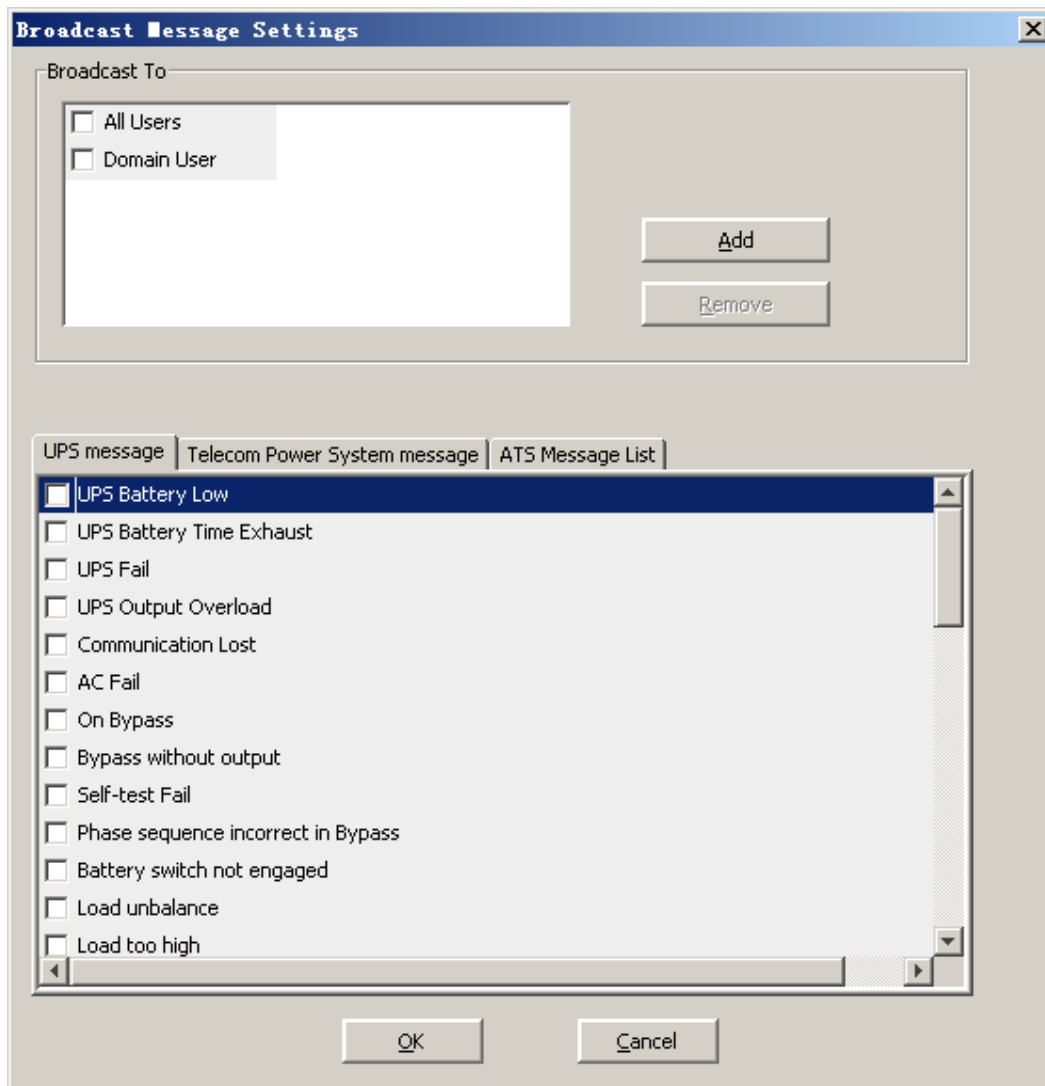 Broadcast Message Settings
Broadcast To
All Users
Domain User
Add
Remove
UPS message
Telecom Power System message
ATS Message List
UPS Battery Low
UPS Battery Time Exhaust
UPS Fail
UPS Output Overload
Communication Lost
AC Fail
On Bypass
Bypass without output
Self-test Fail
Phase sequence incorrect in Bypass
Battery switch not engaged
Load unbalance
Load too high
OK
Cancel